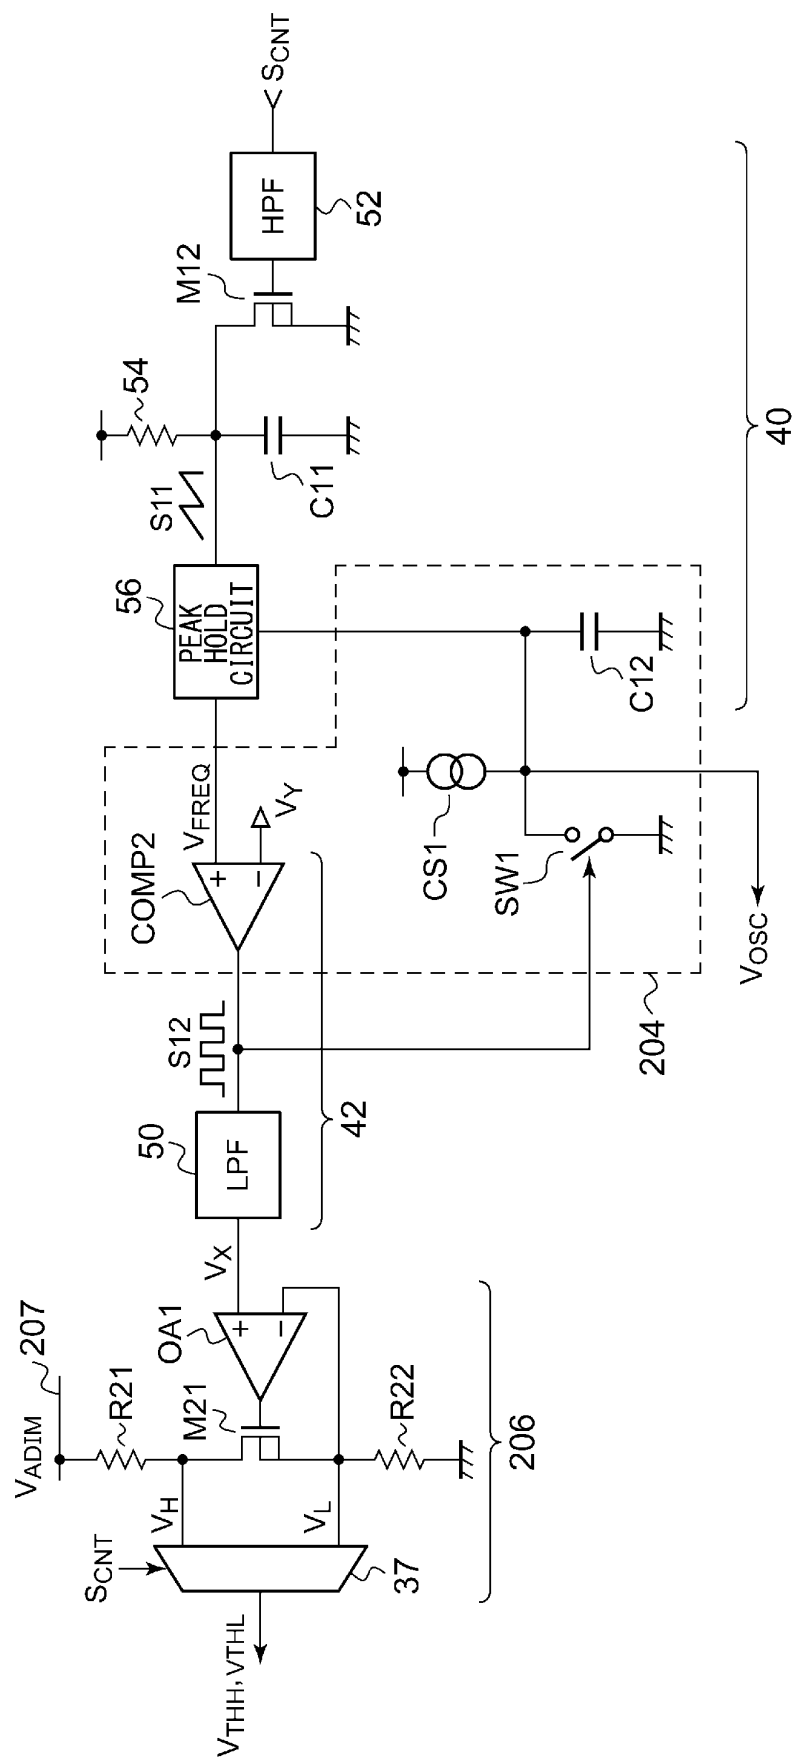 SCNT
HPF
52
M12
54
C11
S11
56
PEAK
HOLD
CIRCUIT
C12
40
VFREQ
VY
COMP2
+
−
CS1
SW1
VOSC
204
S12
50
LPF
42
VX
OA1
+
−
207
VADIM
R21
M21
R22
206
VH
VL
SCNT
37
VTHH, VTHL